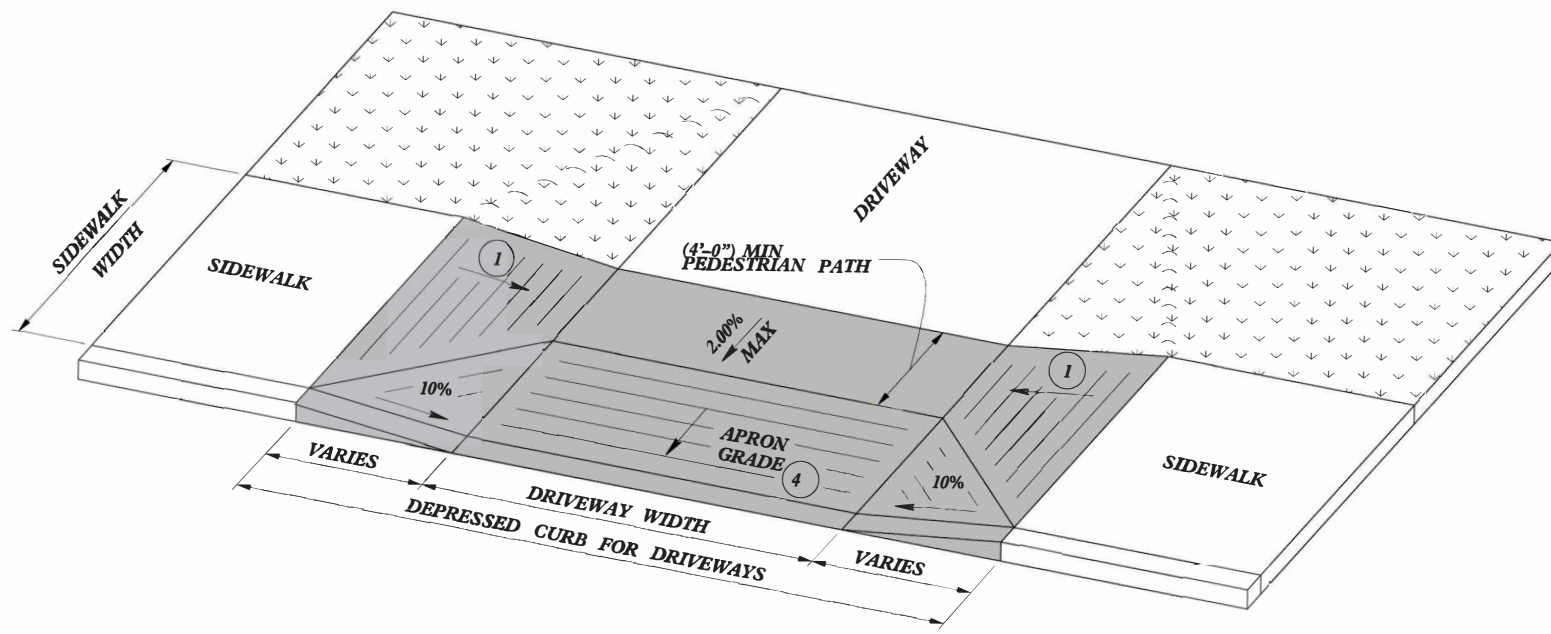 DRIVEWAY
SIDEWALK
WIDTH
SIDEWALK
1
(4'-0") MIN
PEDESTRIAN PATH
2.00%
MAX
1
10%
APRON
GRADE
4
10%
SIDEWALK
VARIES
DRIVEWAY WIDTH
VARIES
DEPRESSED CURB FOR DRIVEWAYS